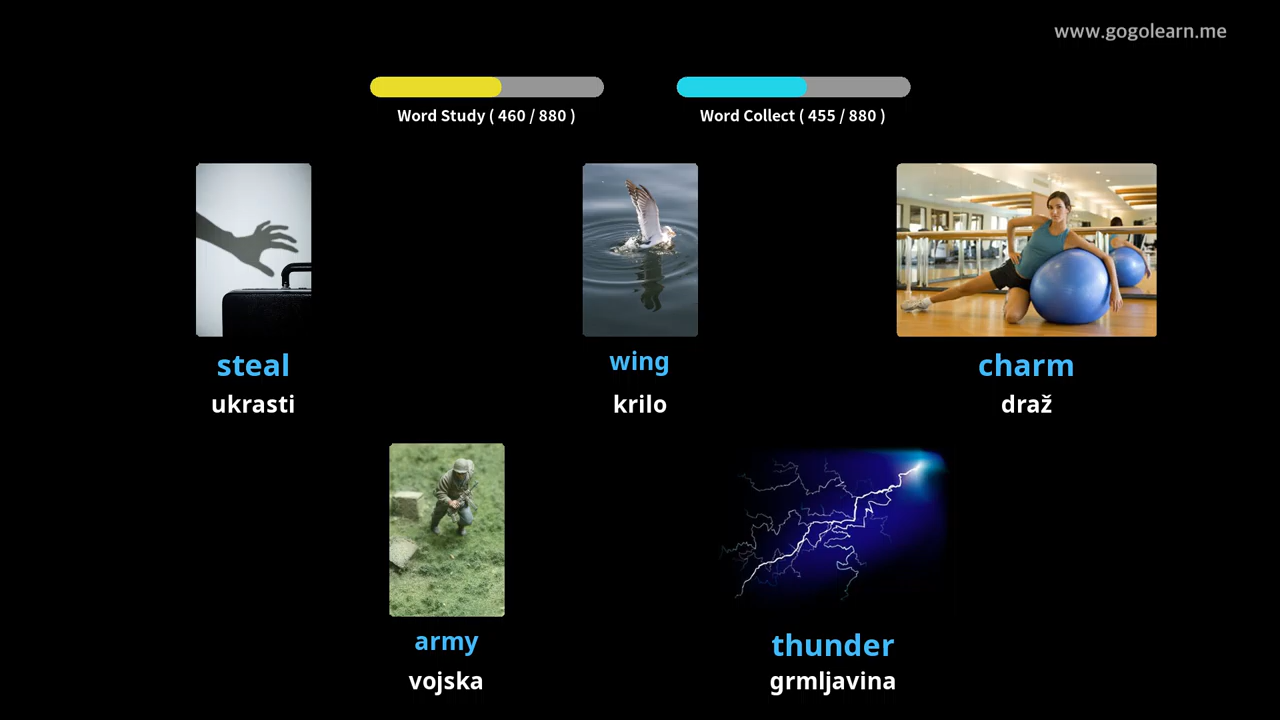 www.gogolearn.me
Word Study ( 460 / 880 )
Word Collect ( 455 / 880 )
steal
ukrasti
wing
krilo
charm
draž
army
vojska
thunder
grmljavina